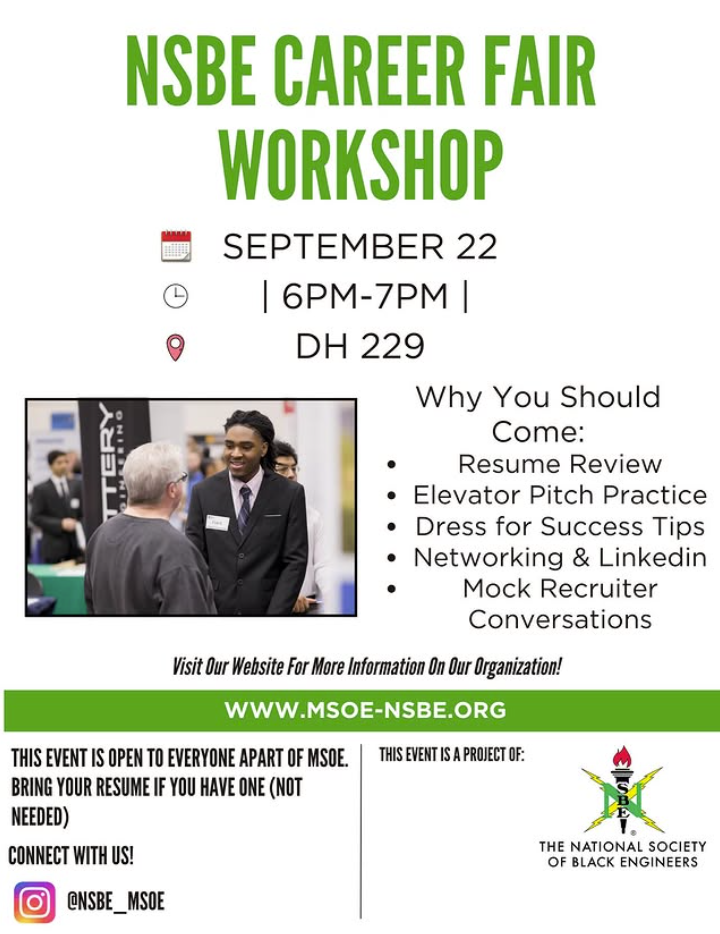 NSBE CAREER FAIR
WORKSHOP
SEPTEMBER 22
| 6PM-7PM |
DH 229
TTERY
GINEERING
Why You Should
Come:
• Resume Review
• Elevator Pitch Practice
• Dress for Success Tips
• Networking & Linkedin
• Mock Recruiter
Conversations
Visit Our Website For More Information On Our Organization!
WWW.MSOE-NSBE.ORG
THIS EVENT IS OPEN TO EVERYONE APART OF MSOE.
BRING YOUR RESUME IF YOU HAVE ONE (NOT
NEEDED)
CONNECT WITH US!
@NSBE_MSOE
THIS EVENT IS A PROJECT OF:
NSBE
®
THE NATIONAL SOCIETY
OF BLACK ENGINEERS